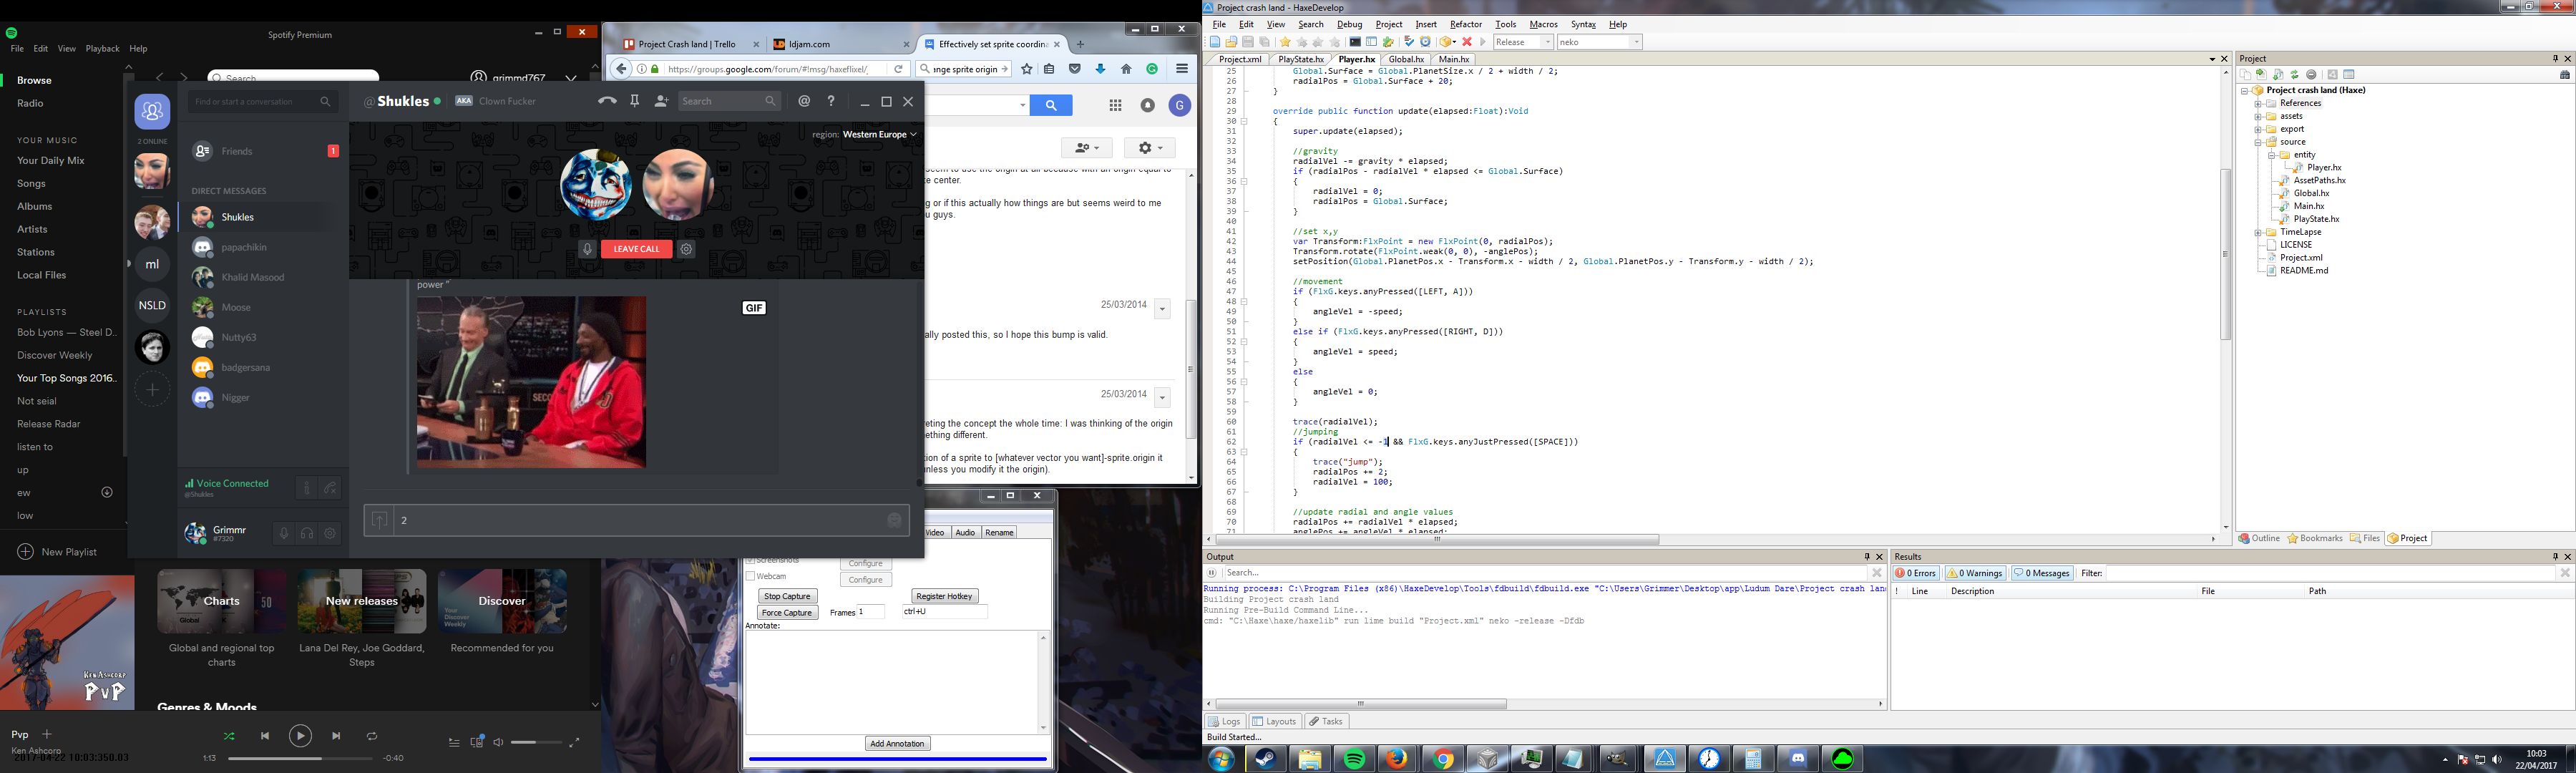 Spotify Premium
File Edit View Playback Help
Search
grimmd767
Browse
Radio
YOUR MUSIC
Your Daily Mix
Songs
Albums
Artists
Stations
Local Files
PLAYLISTS
Bob Lyons — Steel D..
Discover Weekly
Your Top Songs 2016..
Not seial
Release Radar
listen to
up
ew
low
New Playlist
KEN ASHCORP
PvP
Charts
New releases
Discover
Global and regional top
charts
Lana Del Rey, Joe Goddard,
Steps
Recommended for you
Genres & Moods
Pvp
Ken Ashcorp
2017-04-22 10:03:350.03
1:13
-0:40
2 ONLINE
ml
NSLD
Find or start a conversation
Friends
1
DIRECT MESSAGES
Shukles
papachikin
Khalid Masood
Moose
Nutty63
badgersana
Nigger
Voice Connected
@Shukles
Grimmr
#7320
@Shukles
AKA Clown Fucker
Search
region: Western Europe
LEAVE CALL
power "
GIF
2
Project Crash land | Trello
ldjam.com
Effectively set sprite coordina
https://groups.google.com/forum/#!msg/haxeflixel/
ange sprite origin
G
seem to use the origin at all because with an origin equal to
e center.
g or if this actually how things are but seems weird to me
u guys.
25/03/2014
ally posted this, so I hope this bump is valid.
25/03/2014
reting the concept the whole time: I was thinking of the origin
ething different.
tion of a sprite to [whatever vector you want]-sprite.origin it
unless you modify it the origin).
Video Audio Rename
Screenshots
Configure
Webcam
Configure
Stop Capture
Register Hotkey
Force Capture
Frames 1
ctrl+U
Annotate:
Add Annotation
Project crash land - HaxeDevelop
File Edit View Search Debug Project Insert Refactor Tools Macros Syntax Help
Release
neko
Project.xml PlayState.hx Player.hx Global.hx Main.hx
25 Global.Surface = Global.PlanetSize.x / 2 + width / 2;
26 radialPos = Global.Surface + 20;
27 }
28
29 override public function update(elapsed:Float):Void
30 {
31 super.update(elapsed);
32
33 //gravity
34 radialVel -= gravity * elapsed;
35 if (radialPos - radialVel * elapsed <= Global.Surface)
36 {
37 radialVel = 0;
38 radialPos = Global.Surface;
39 }
40
41 //set x,y
42 var Transform:FlxPoint = new FlxPoint(0, radialPos);
43 Transform.rotate(FlxPoint.weak(0, 0), -anglePos);
44 setPosition(Global.PlanetPos.x - Transform.x - width / 2, Global.PlanetPos.y - Transform.y - width / 2);
45
46 //movement
47 if (FlxG.keys.anyPressed([LEFT, A]))
48 {
49 angleVel = -speed;
50 }
51 else if (FlxG.keys.anyPressed([RIGHT, D]))
52 {
53 angleVel = speed;
54 }
55 else
56 {
57 angleVel = 0;
58 }
59
60 trace(radialVel);
61 //jumping
62 if (radialVel <= -1 && FlxG.keys.anyJustPressed([SPACE]))
63 {
64 trace("jump");
65 radialPos += 2;
66 radialVel = 100;
67 }
68
69 //update radial and angle values
70 radialPos += radialVel * elapsed;
71 anglePos += angleVel * elapsed;
Project
Project crash land (Haxe)
References
assets
export
source
entity
Player.hx
AssetPaths.hx
Global.hx
Main.hx
PlayState.hx
TimeLapse
LICENSE
Project.xml
README.md
Outline Bookmarks Files Project
Output
Search...
Running process: C:\Program Files (x86)\HaxeDevelop\Tools\fdbuild\fdbuild.exe "C:\Users\Grimmer\Desktop\app\Ludum Dare\Project crash lan
Building Project crash land
Running Pre-Build Command Line...
cmd: "C:\Haxe\haxe/haxelib" run lime build "Project.xml" neko -release -Dfdb
Results
0 Errors 0 Warnings 0 Messages Filter:
! Line Description File Path
Logs Layouts Tasks
Build Started...
10:03
22/04/2017